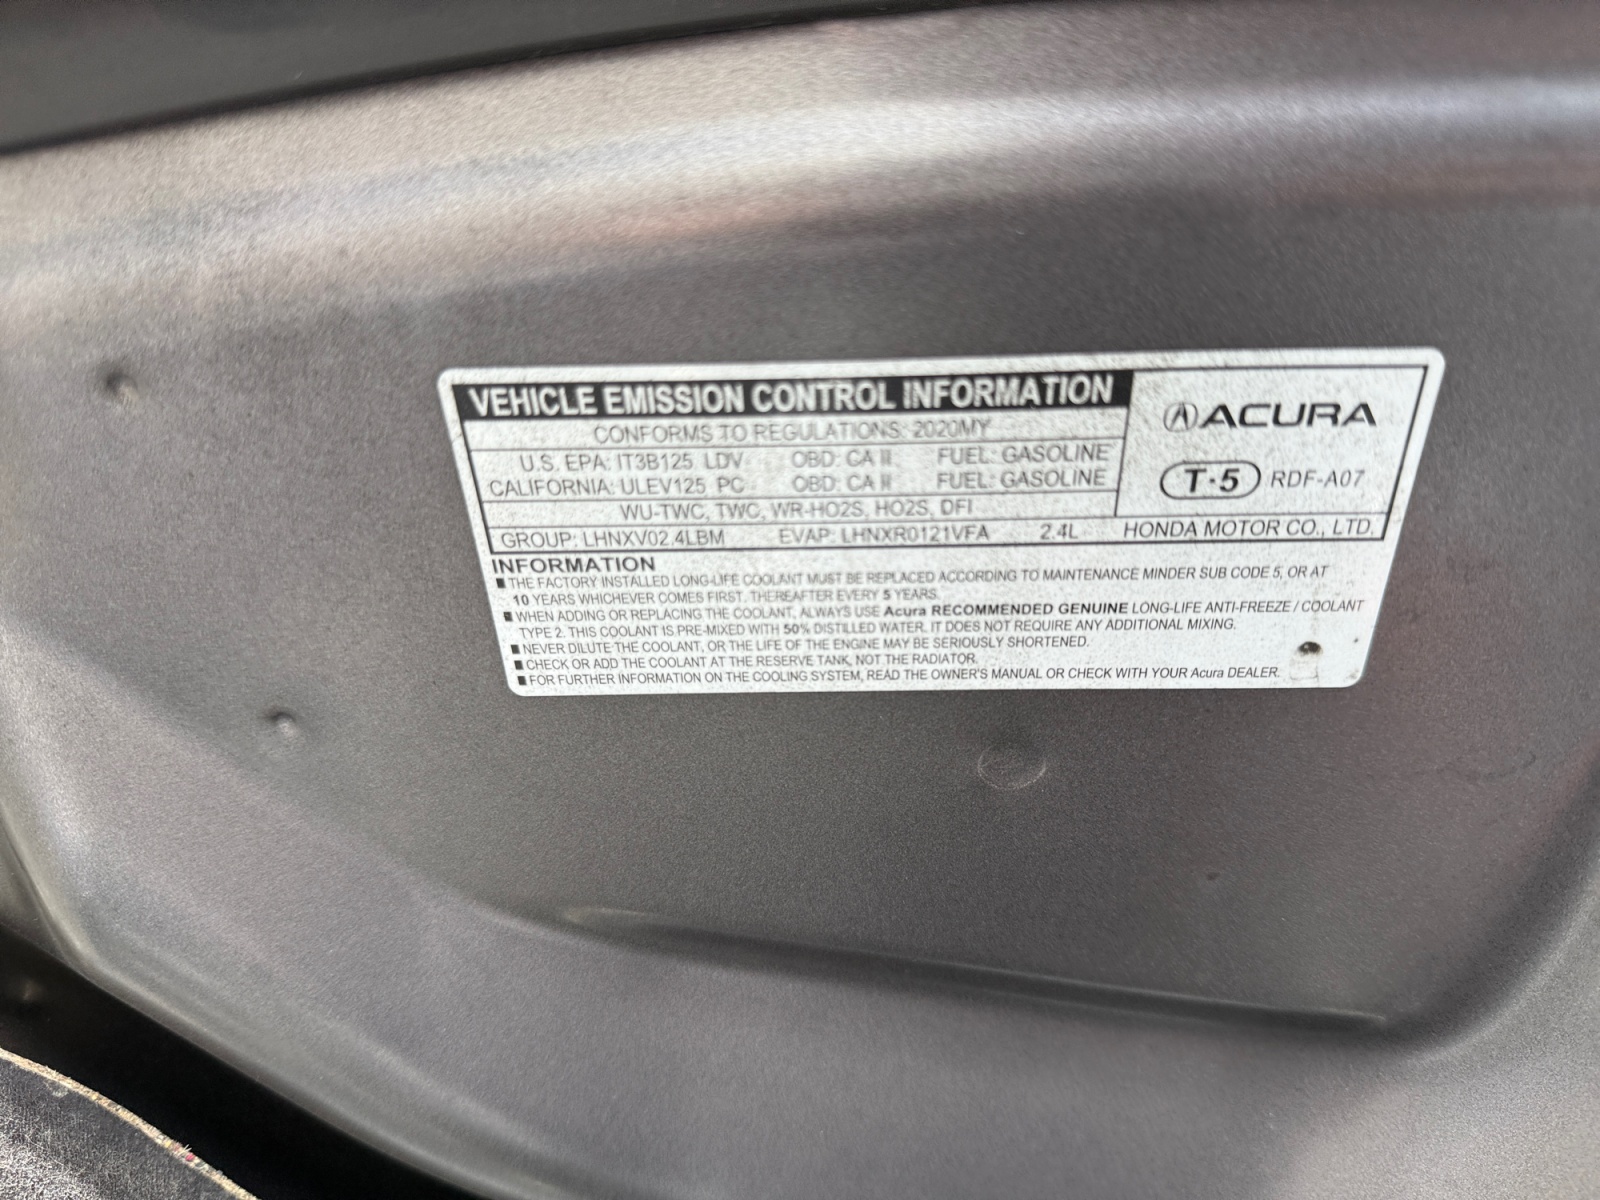 VEHICLE EMISSION CONTROL INFORMATION
CONFORMS TO REGULATIONS: 2020MY
U.S. EPA: IT3B125 LDV OBD: CA II FUEL: GASOLINE
CALIFORNIA: ULEV125 PC OBD: CA II FUEL: GASOLINE
WU-TWC, TWC, WR-HO2S, HO2S, DFI
ACURA
T·5 RDF-A07
GROUP: LHNXV02.4LBM EVAP: LHNXR0121VFA 2.4L HONDA MOTOR CO., LTD.
INFORMATION
■ THE FACTORY INSTALLED LONG-LIFE COOLANT MUST BE REPLACED ACCORDING TO MAINTENANCE MINDER SUB CODE 5, OR AT
10 YEARS WHICHEVER COMES FIRST. THEREAFTER EVERY 5 YEARS.
■ WHEN ADDING OR REPLACING THE COOLANT, ALWAYS USE Acura RECOMMENDED GENUINE LONG-LIFE ANTI-FREEZE / COOLANT
TYPE 2. THIS COOLANT IS PRE-MIXED WITH 50% DISTILLED WATER. IT DOES NOT REQUIRE ANY ADDITIONAL MIXING.
■ NEVER DILUTE THE COOLANT, OR THE LIFE OF THE ENGINE MAY BE SERIOUSLY SHORTENED.
■ CHECK OR ADD THE COOLANT AT THE RESERVE TANK, NOT THE RADIATOR.
■ FOR FURTHER INFORMATION ON THE COOLING SYSTEM, READ THE OWNER'S MANUAL OR CHECK WITH YOUR Acura DEALER.